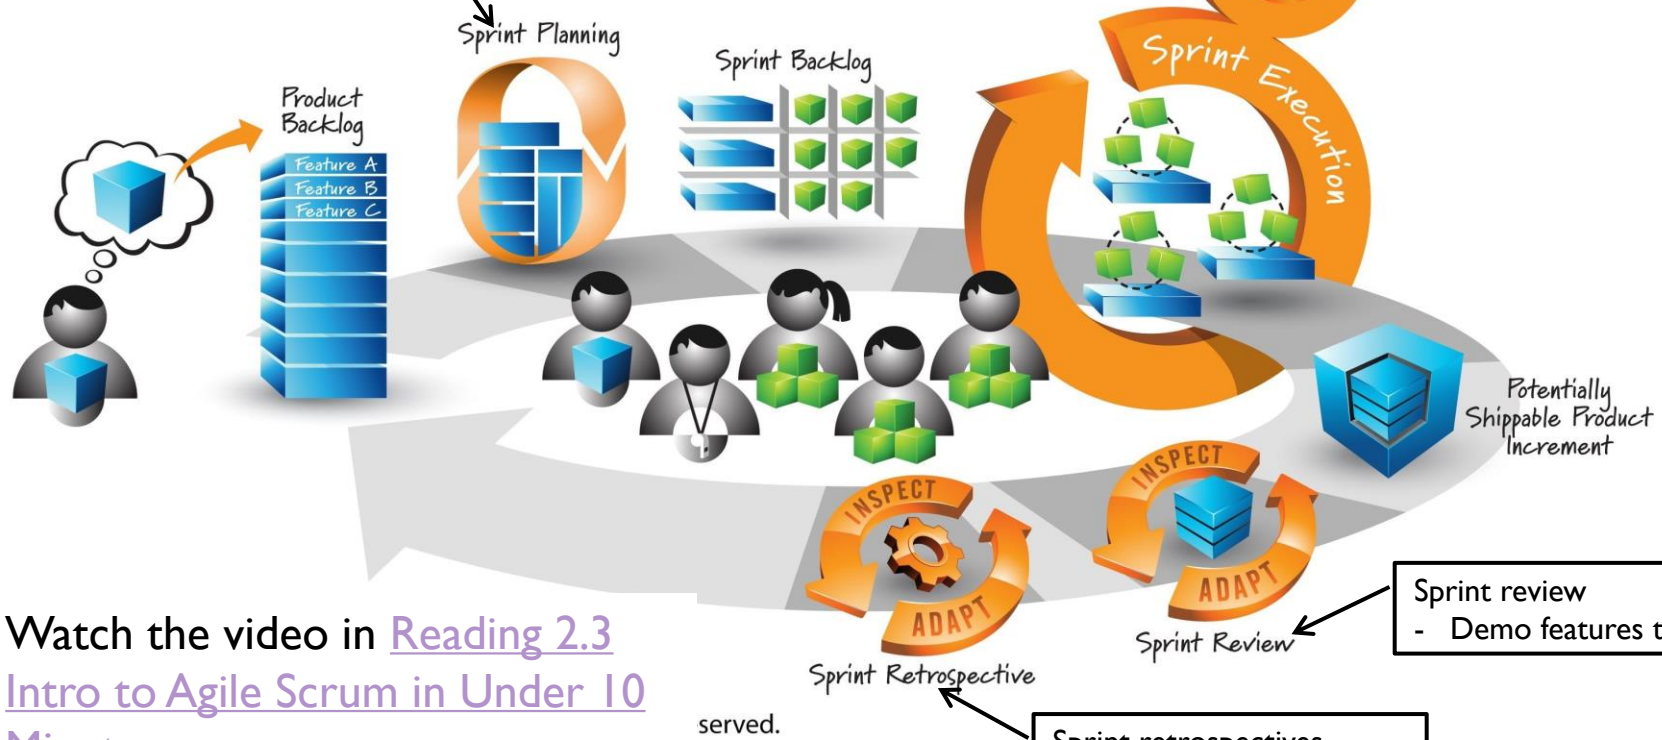 Sprint Planning
Product
Backlog
Feature A
Feature B
Feature C
Sprint Backlog
Sprint Execution
Potentially
Shippable Product
Increment
INSPECT
ADAPT
Sprint Review
INSPECT
ADAPT
Sprint Retrospective
Sprint review
- Demo features t
Watch the video in Reading 2.3
Intro to Agile Scrum in Under 10
served.
Sprint retrospectives